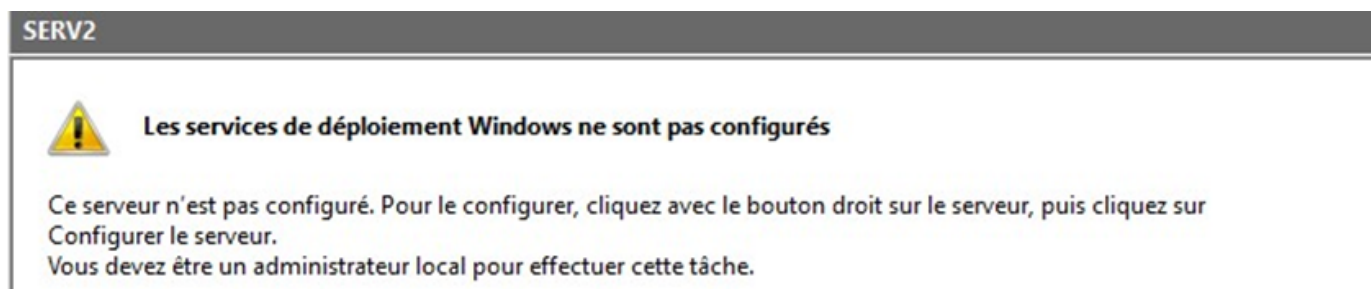 SERV2
Les services de déploiement Windows ne sont pas configurés
Ce serveur n'est pas configuré. Pour le configurer, cliquez avec le bouton droit sur le serveur, puis cliquez sur
Configurer le serveur.
Vous devez être un administrateur local pour effectuer cette tâche.